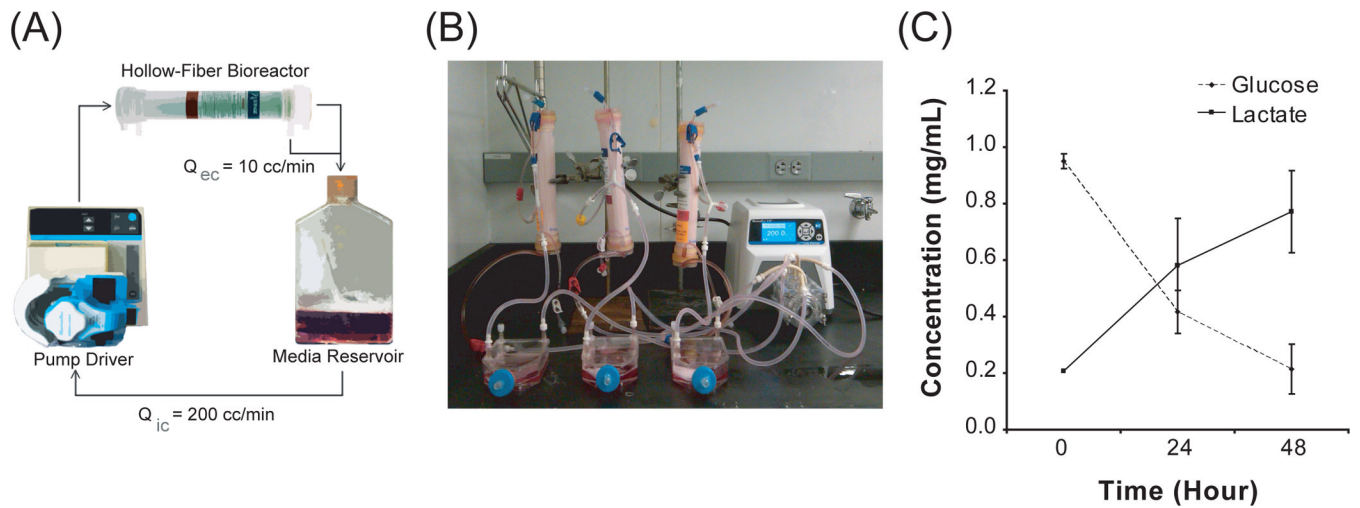 (A)
Hollow-Fiber Bioreactor
Q ec = 10 cc/min
Pump Driver
Media Reservoir
Q ic = 200 cc/min
(B)
(C)
Glucose
Lactate
Concentration (mg/mL)
1.2
1.0
0.8
0.6
0.4
0.2
0.0
0 24 48
Time (Hour)